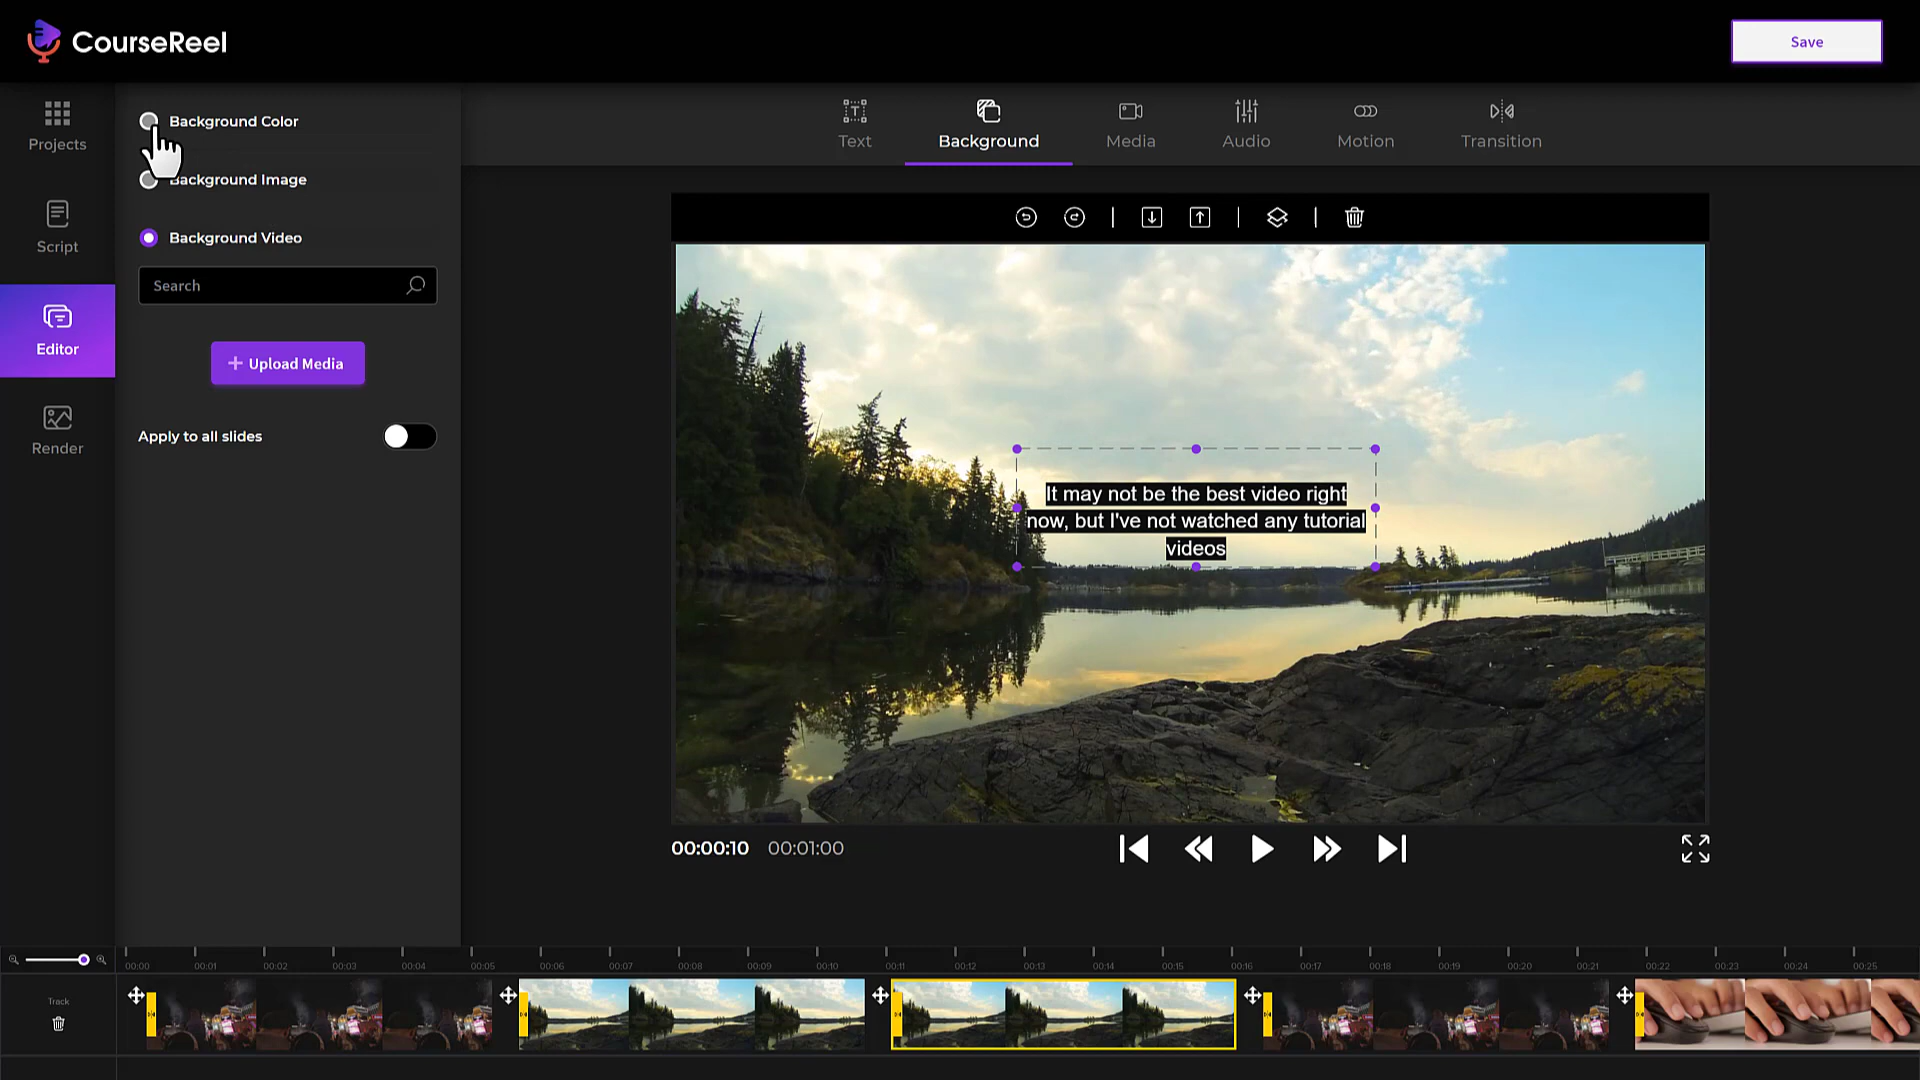 CourseReel
Save
Projects
Script
Editor
Render
Background Color
Background Image
Background Video
Search
+ Upload Media
Apply to all slides
Text
Background
Media
Audio
Motion
Transition
It may not be the best video right
now, but I've not watched any tutorial
videos
00:00:10 00:01:00
00:00 00:01 00:02 00:03 00:04 00:05 00:06 00:07 00:08 00:09 00:10 00:11 00:12 00:13 00:14 00:15 00:16 00:17 00:18 00:19 00:20 00:21 00:22 00:23 00:24 00:25
Track